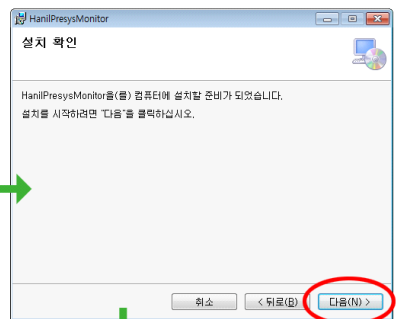 HanilPresysMonitor
설치 확인
HanilPresysMonitor을(를) 컴퓨터에 설치할 준비가 되었습니다.
설치를 시작하려면 "다음"을 클릭하십시오.
취소 < 뒤로(B) 다음(N) >